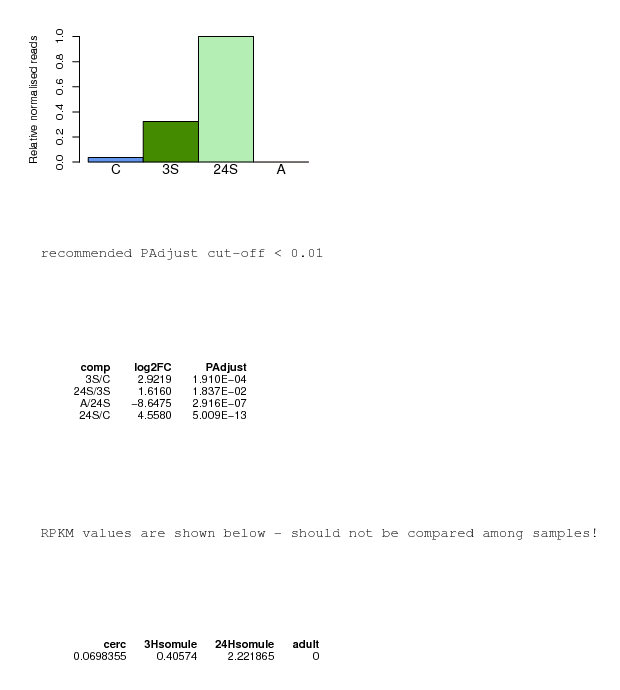 Relative normalised reads
1.0
0.8
0.6
0.4
0.2
0.0
C 3S 24S A
recommended PAdjust cut-off < 0.01
comp log2FC PAdjust
3S/C 2.9219 1.910E−04
24S/3S 1.6160 1.837E−02
A/24S −8.6475 2.916E−07
24S/C 4.5580 5.009E−13
RPKM values are shown below - should not be compared among samples!
cerc 3Hsomule 24Hsomule adult
0.0698355 0.40574 2.221865 0